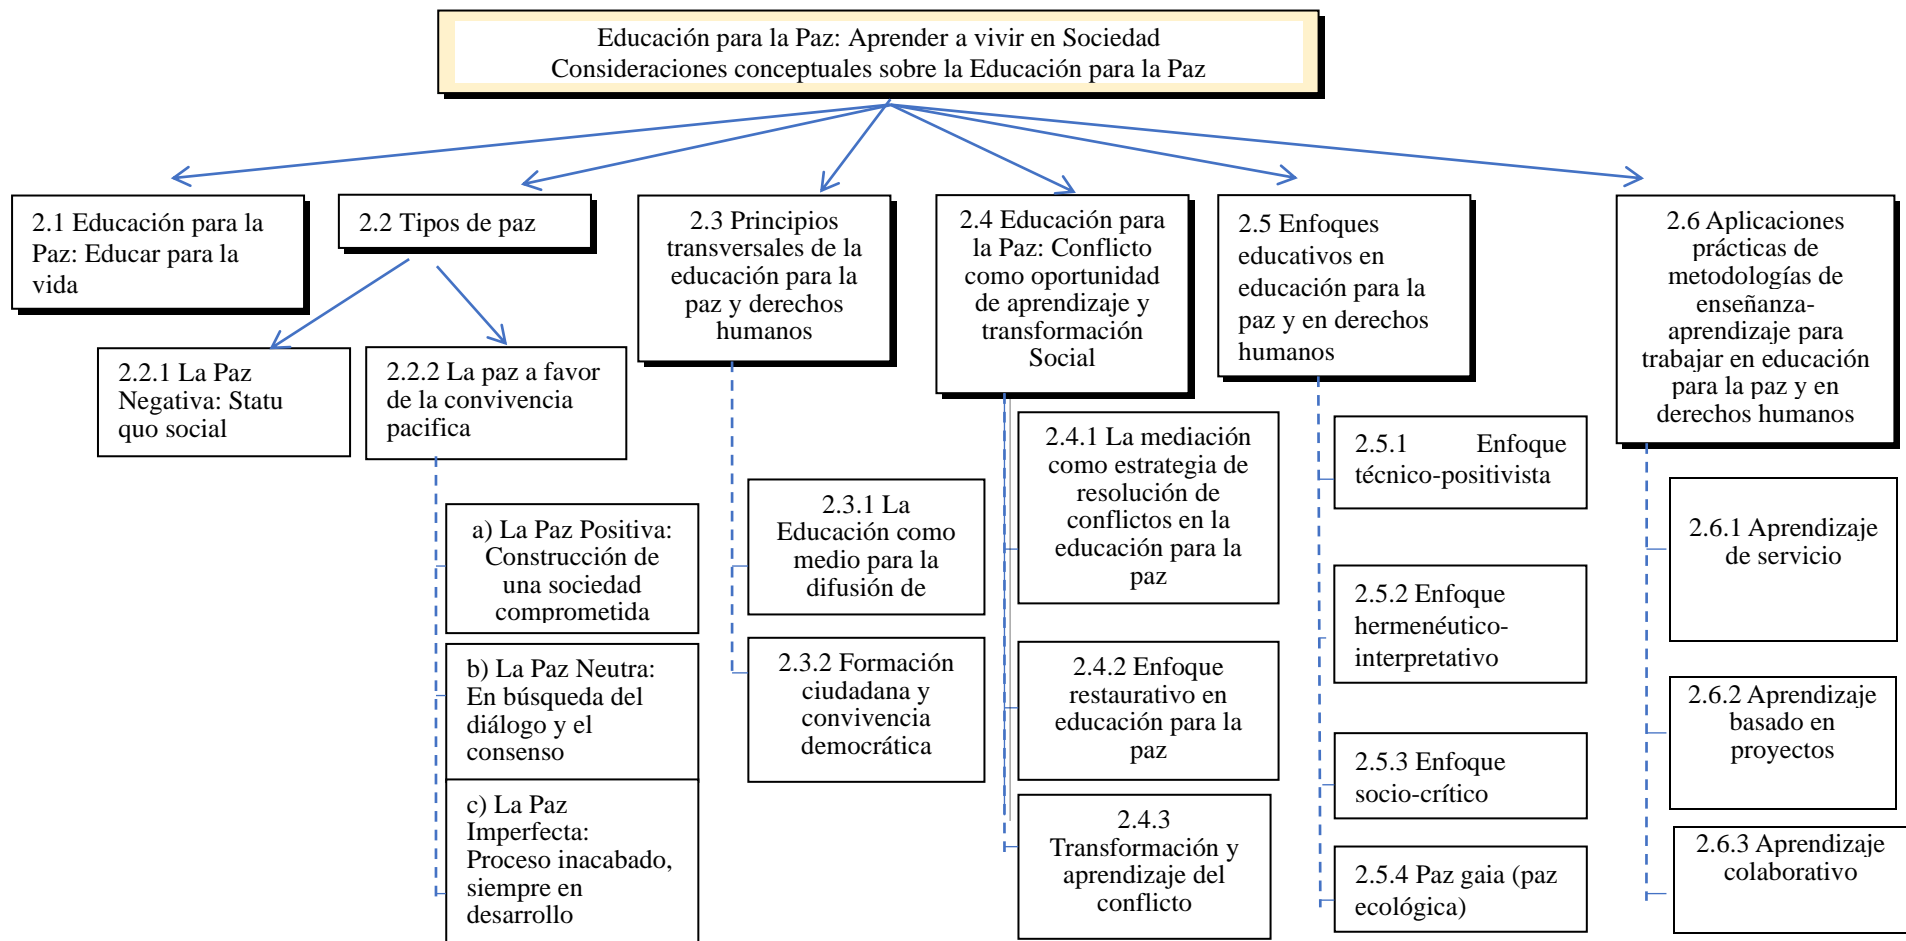 Educación para la Paz: Aprender a vivir en Sociedad
Consideraciones conceptuales sobre la Educación para la Paz
2.1 Educación para la
Paz: Educar para la
vida
2.2 Tipos de paz
2.2.1 La Paz
Negativa: Statu
quo social
2.2.2 La paz a favor
de la convivencia
pacifica
a) La Paz Positiva:
Construcción de
una sociedad
comprometida
b) La Paz Neutra:
En búsqueda del
diálogo y el
consenso
c) La Paz
Imperfecta:
Proceso inacabado,
siempre en
desarrollo
2.3 Principios
transversales de la
educación para la
paz y derechos
humanos
2.3.1 La
Educación como
medio para la
difusión de
2.3.2 Formación
ciudadana y
convivencia
democrática
2.4 Educación para
la Paz: Conflicto
como oportunidad
de aprendizaje y
transformación
Social
2.4.1 La mediación
como estrategia de
resolución de
conflictos en la
educación para la
paz
2.4.2 Enfoque
restaurativo en
educación para la
paz
2.4.3
Transformación y
aprendizaje del
conflicto
2.5 Enfoques
educativos en
educación para la
paz y en derechos
humanos
2.5.1 Enfoque
técnico-positivista
2.5.2 Enfoque
hermenéutico-
interpretativo
2.5.3 Enfoque
socio-crítico
2.5.4 Paz gaia (paz
ecológica)
2.6 Aplicaciones
prácticas de
metodologías de
enseñanza-
aprendizaje para
trabajar en educación
para la paz y en
derechos humanos
2.6.1 Aprendizaje
de servicio
2.6.2 Aprendizaje
basado en
proyectos
2.6.3 Aprendizaje
colaborativo